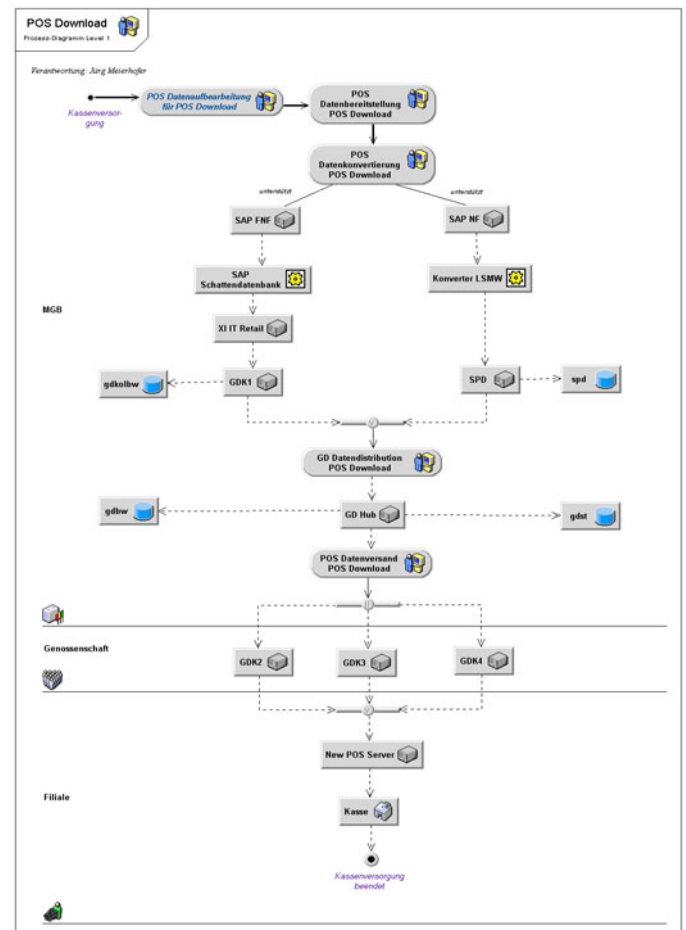 POS Download
Prozess-Diagramm Level 1
Verantwortung: Jürg Meierhofer
Kassenversor-
gung
POS Datenaufbearbeitung
für POS Download
POS
Datenbereitstellung
POS Download
POS
Datenkonvertierung
POS Download
unterstützt
unterstützt
SAP FNF
SAP NF
SAP
Schattendatenbank
Konverter LSMW
MGB
XI IT Retail
gdkolbw
GDK1
SPD
spd
GD Datendistribution
POS Download
gdbw
GD Hub
gdst
POS Datenversand
POS Download
Genossenschaft
GDK2
GDK3
GDK4
New POS Server
Filiale
Kasse
Kassenversorgung
beendet